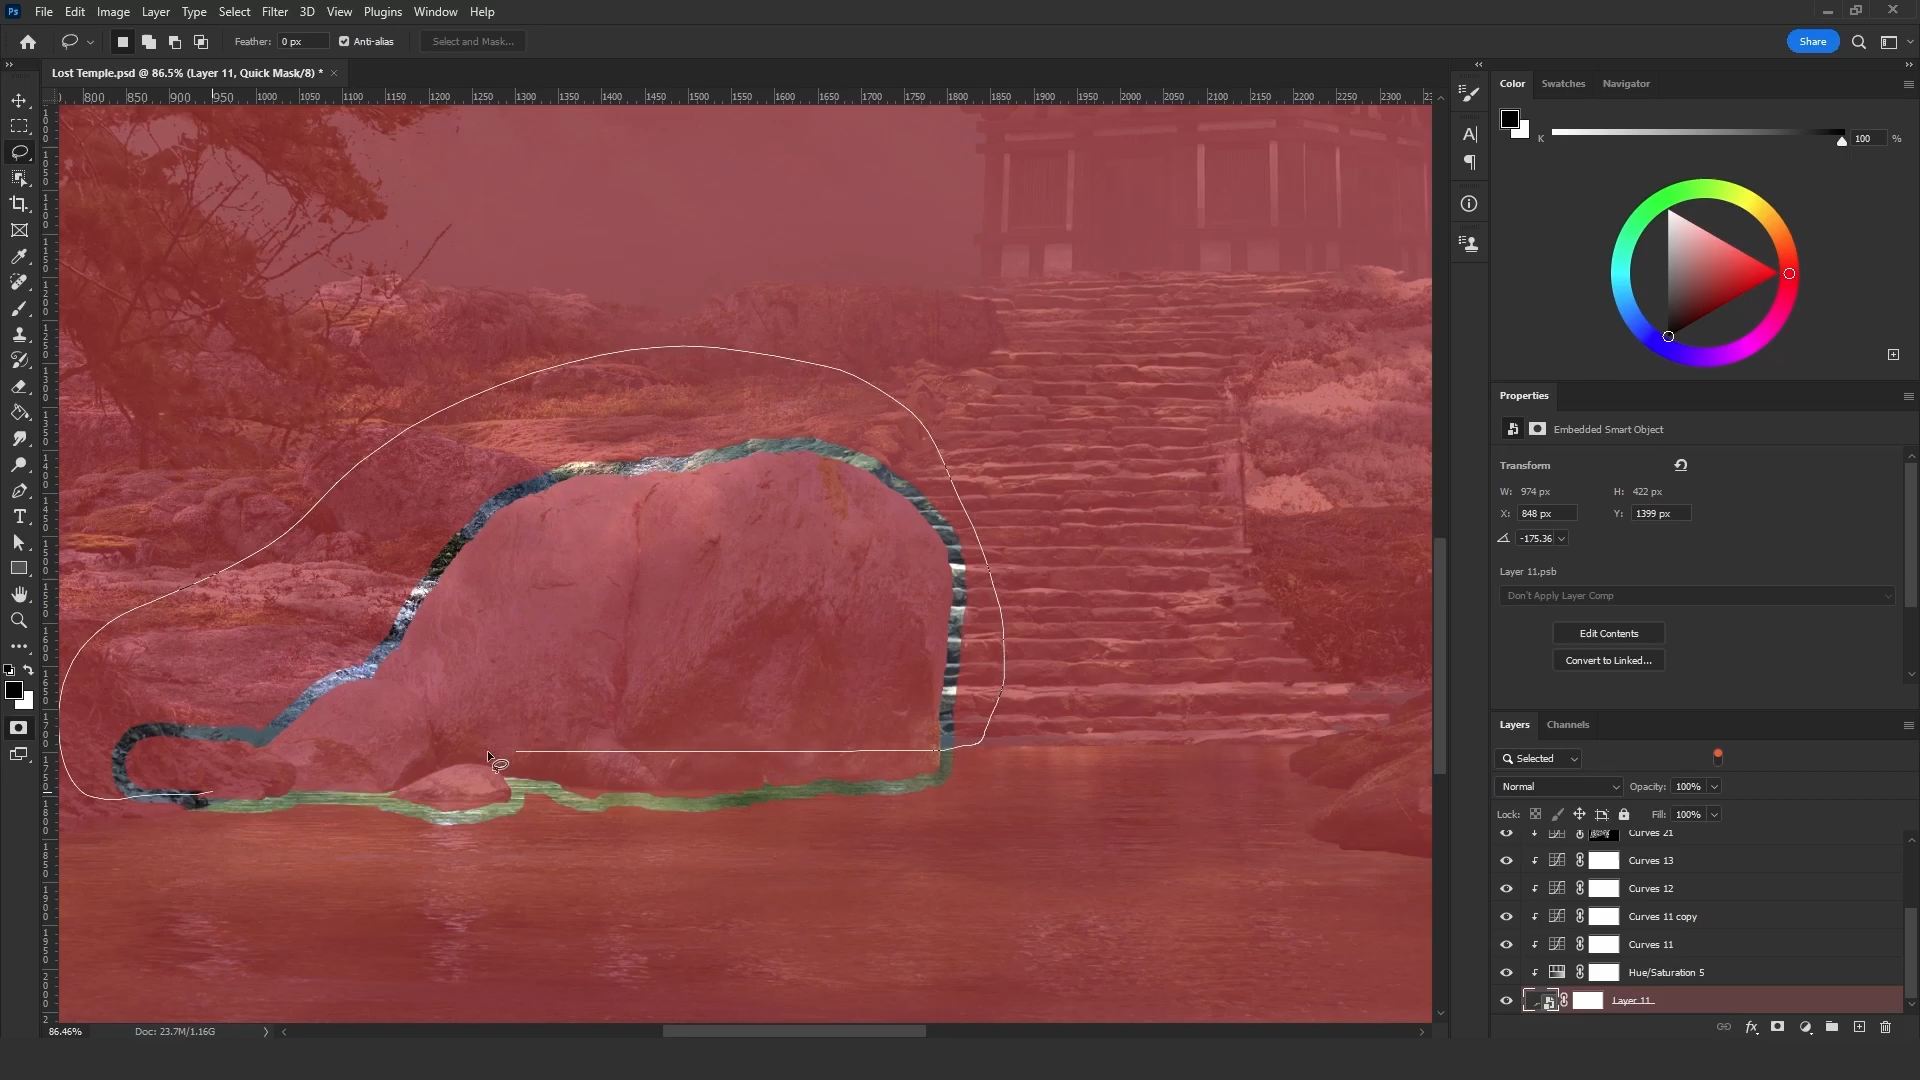 Ps File Edit Image Layer Type Select Filter 3D View Plugins Window Help
Feather: 0 px Anti-alias Select and Mask... Share
Lost Temple.psd @ 86.5% (Layer 11, Quick Mask/8) * ×
800 850 900 950 1000 1050 1100 1150 1200 1250 1300 1350 1400 1450 1500 1550 1600 1650 1700 1750 1800 1850 1900 1950 2000 2050 2100 2150 2200 2250 2300
Color Swatches Navigator
K 100 %
Properties
Embedded Smart Object
Transform
W: 974 px H: 422 px
X: 848 px Y: 1399 px
-175.36
Layer 11.psb
Don't Apply Layer Comp
Edit Contents
Convert to Linked...
Layers Channels
Selected
Normal Opacity: 100%
Lock: Fill: 100%
Curves 21
Curves 13
Curves 12
Curves 11 copy
Curves 11
Hue/Saturation 5
Layer 11
86.46% Doc: 23.7M/1.16G